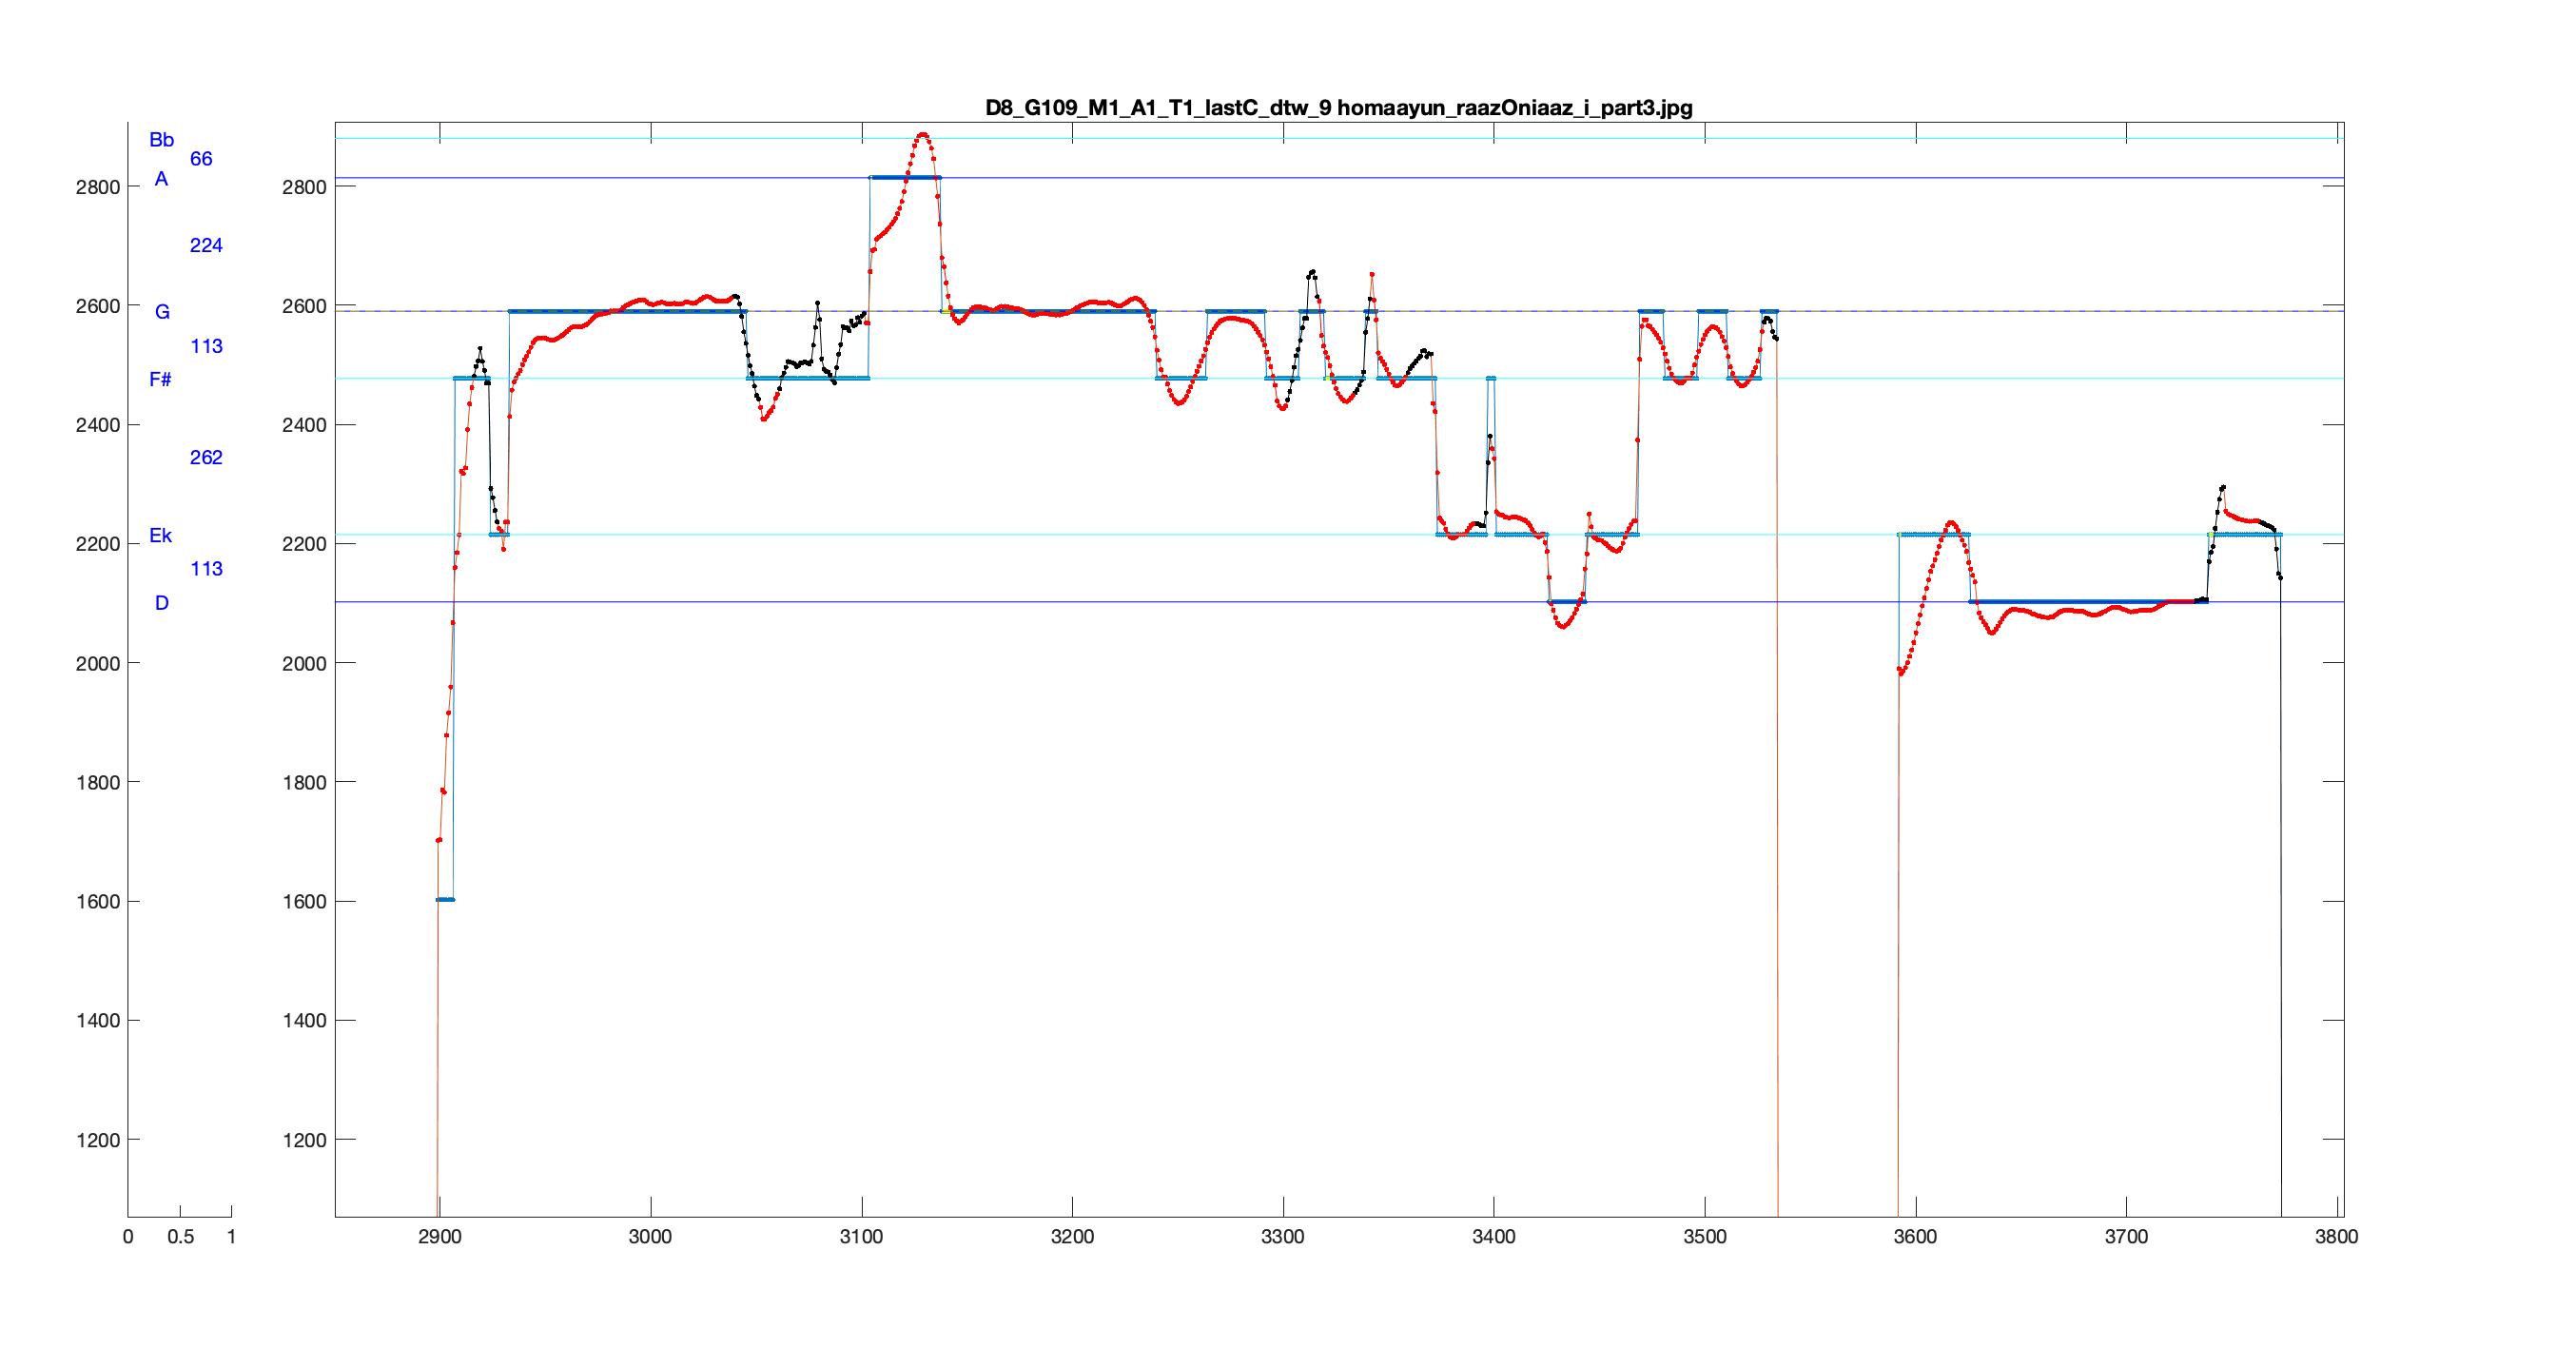 D8_G109_M1_A1_T1_lastC_dtw_9 homaayun_raazOniaaz_i_part3.jpg
Bb
66
2800 A 2800
224
2600 G 2600
113
F#
2400 2400
262
Ek
2200 2200
113
D
2000 2000
1800 1800
1600 1600
1400 1400
1200 1200
0 0.5 1 2900 3000 3100 3200 3300 3400 3500 3600 3700 3800